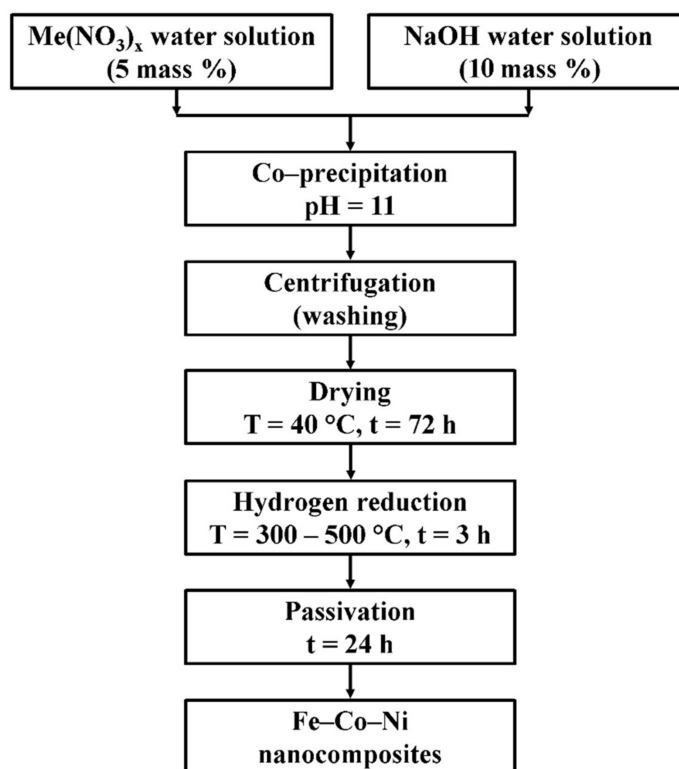 Me(NO₃)ₓ water solution
(5 mass %)
NaOH water solution
(10 mass %)
Co–precipitation
pH = 11
Centrifugation
(washing)
Drying
T = 40 °C, t = 72 h
Hydrogen reduction
T = 300 – 500 °C, t = 3 h
Passivation
t = 24 h
Fe–Co–Ni
nanocomposites